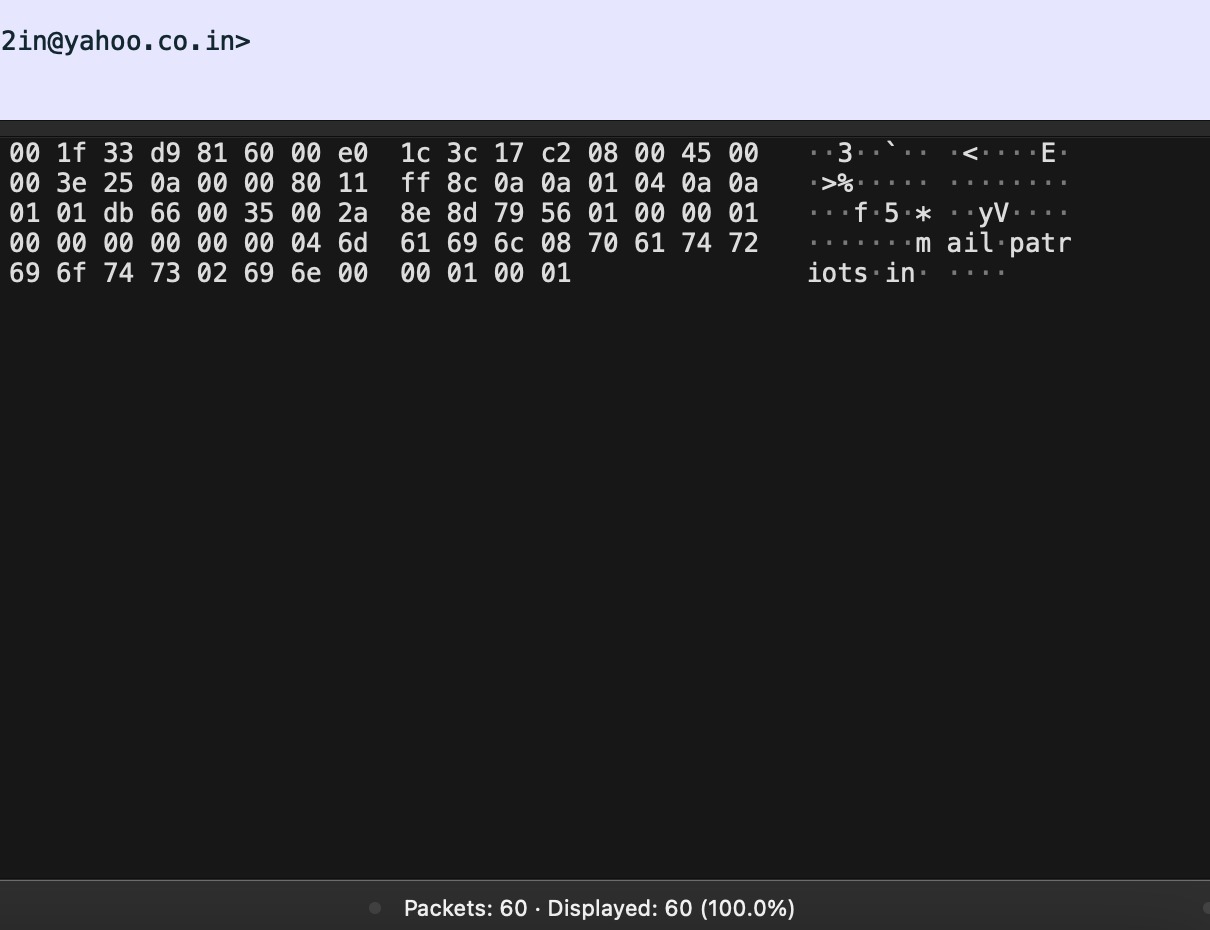 2in@yahoo.co.in>
00 1f 33 d9 81 60 00 e0  1c 3c 17 c2 08 00 45 00   ··3··`·· ·<····E·
00 3e 25 0a 00 00 80 11  ff 8c 0a 0a 01 04 0a 0a   ·>%····· ········
01 01 db 66 00 35 00 2a  8e 8d 79 56 01 00 00 01   ···f·5·* ··yV····
00 00 00 00 00 00 04 6d  61 69 6c 08 70 61 74 72   ·······m ail·patr
69 6f 74 73 02 69 6e 00  00 01 00 01   iots·in· ····
Packets: 60 · Displayed: 60 (100.0%)